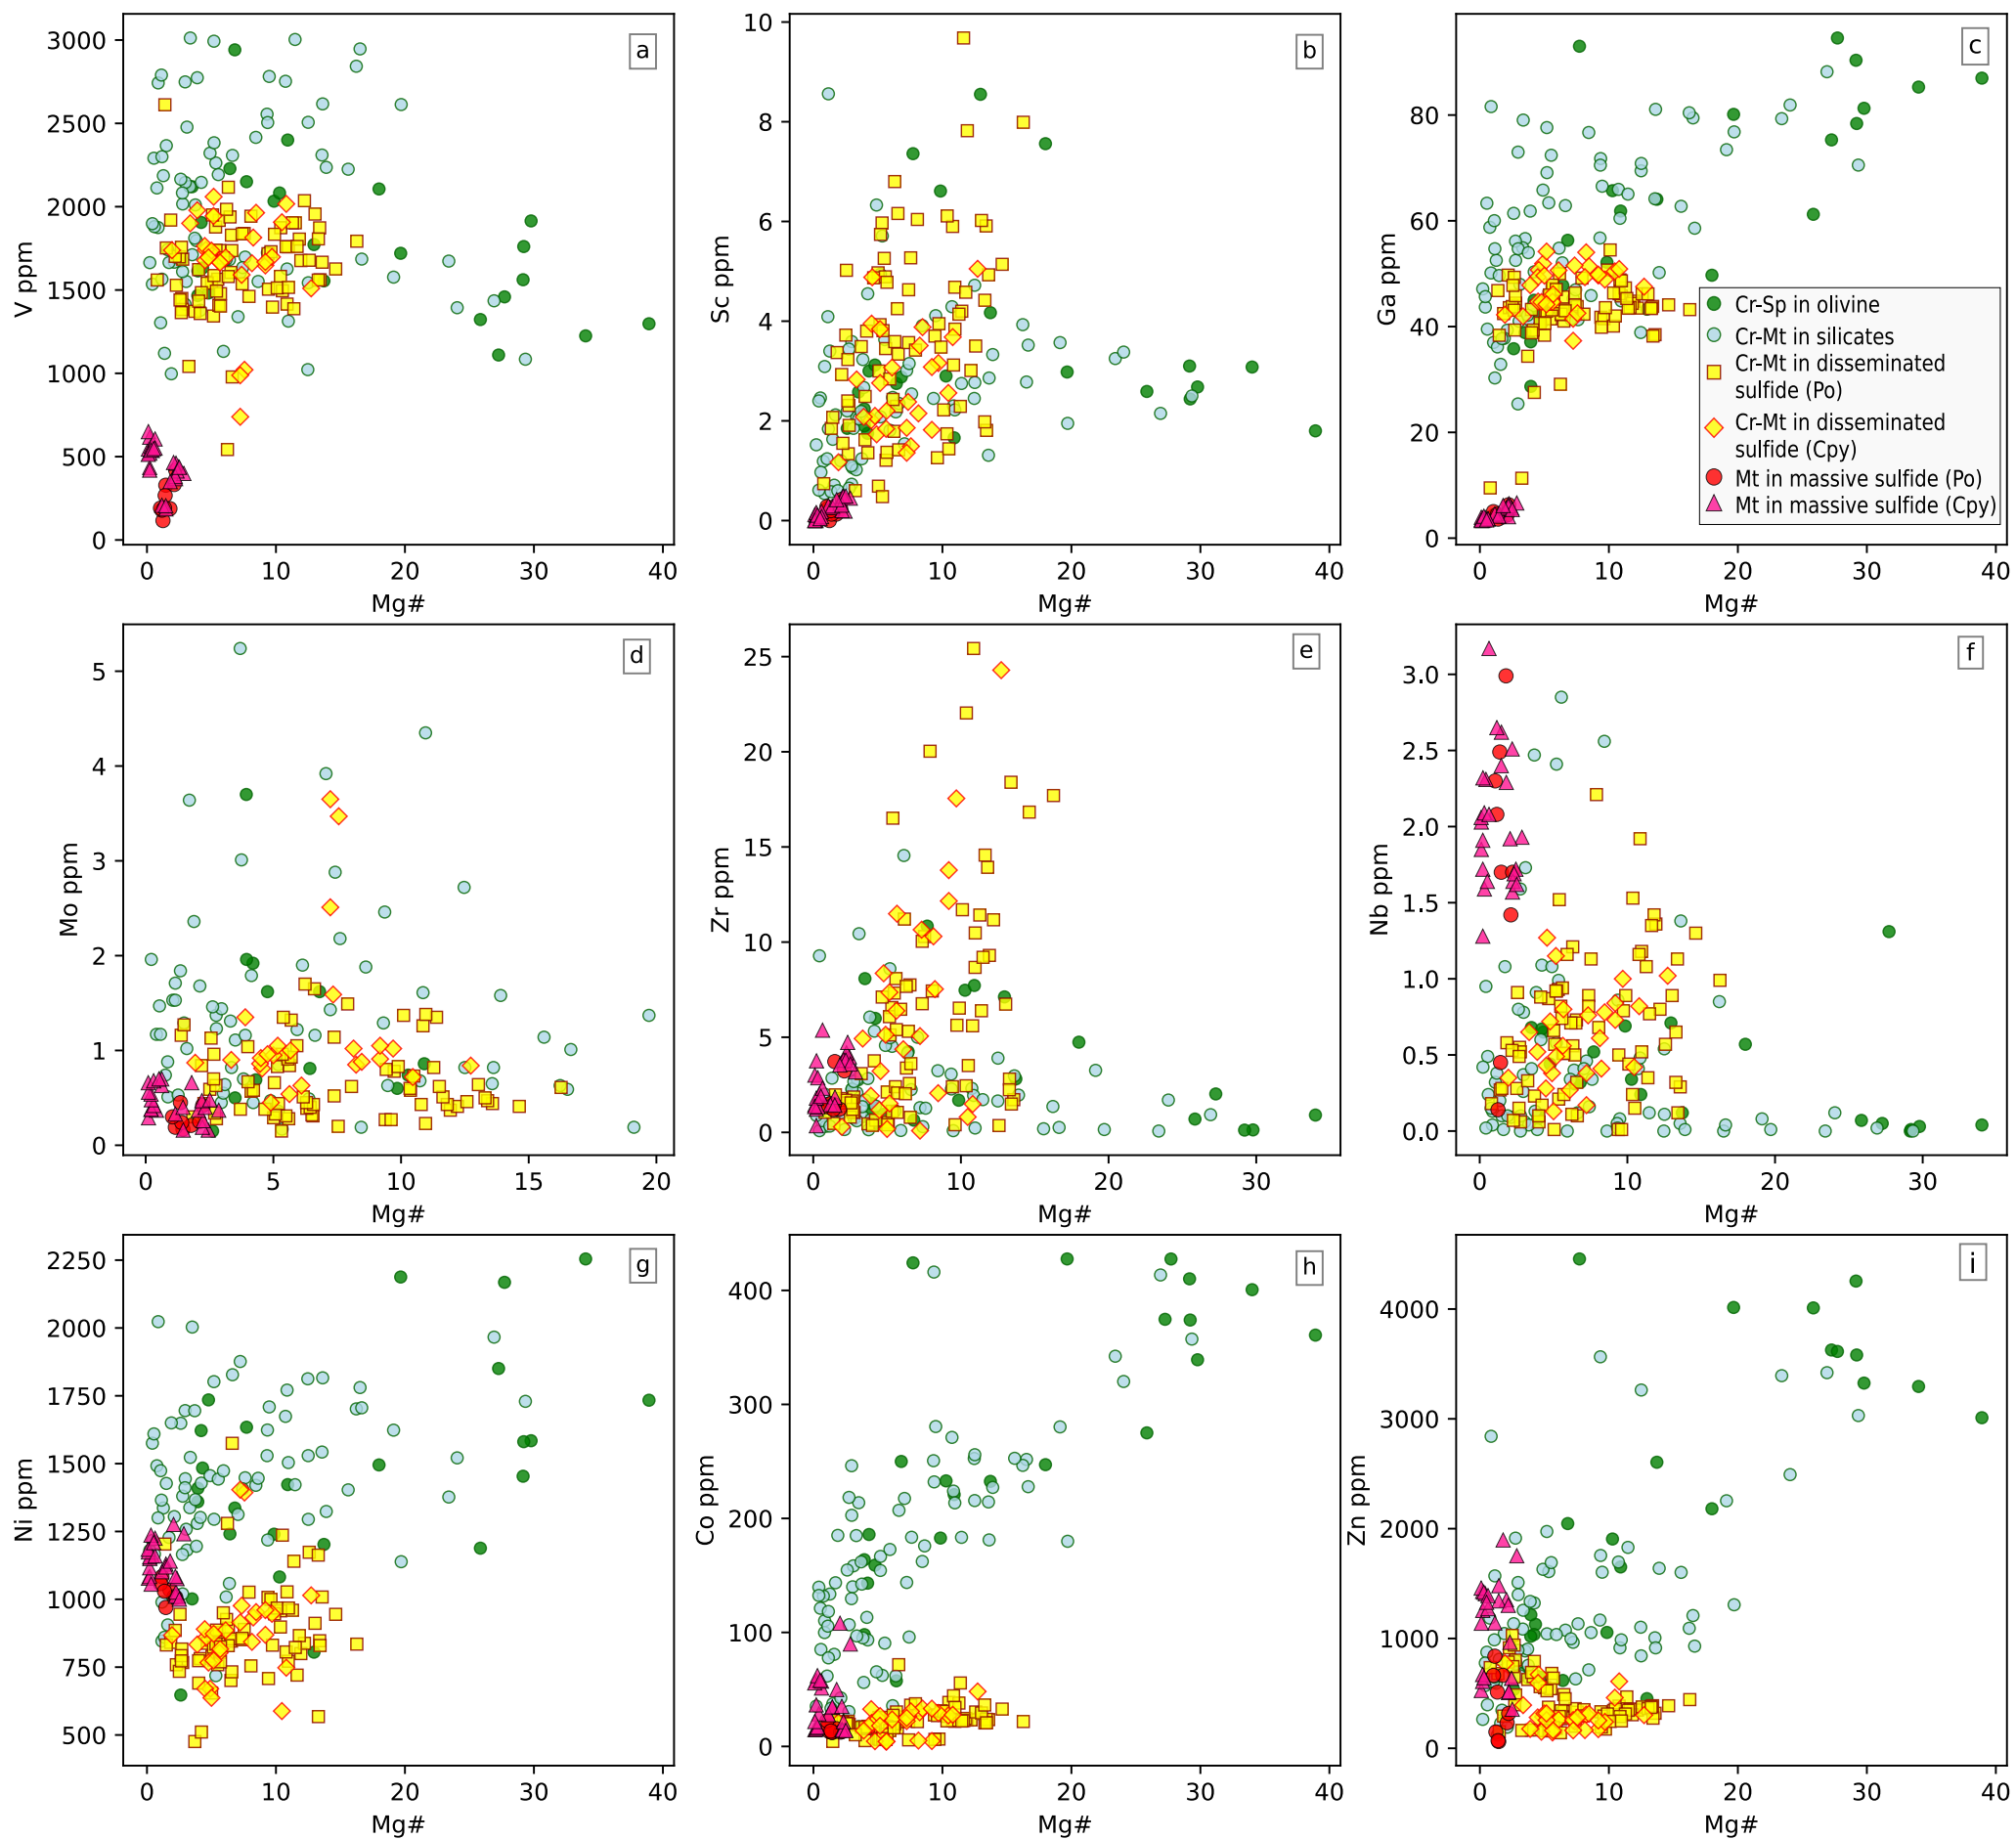 a
3000
2500
2000
1500
1000
500
0
V ppm
0 10 20 30 40
Mg#
b
10
8
6
4
2
0
Sc ppm
0 10 20 30 40
Mg#
c
80
60
40
20
0
Ga ppm
Cr-Sp in olivine
Cr-Mt in silicates
Cr-Mt in disseminated
sulfide (Po)
Cr-Mt in disseminated
sulfide (Cpy)
Mt in massive sulfide (Po)
Mt in massive sulfide (Cpy)
0 10 20 30 40
Mg#
d
5
4
3
2
1
0
Mo ppm
0 5 10 15 20
Mg#
e
25
20
15
10
5
0
Zr ppm
0 10 20 30
Mg#
f
3.0
2.5
2.0
1.5
1.0
0.5
0.0
Nb ppm
0 10 20 30
Mg#
g
2250
2000
1750
1500
1250
1000
750
500
Ni ppm
0 10 20 30 40
Mg#
h
400
300
200
100
0
Co ppm
0 10 20 30 40
Mg#
i
4000
3000
2000
1000
0
Zn ppm
0 10 20 30 40
Mg#